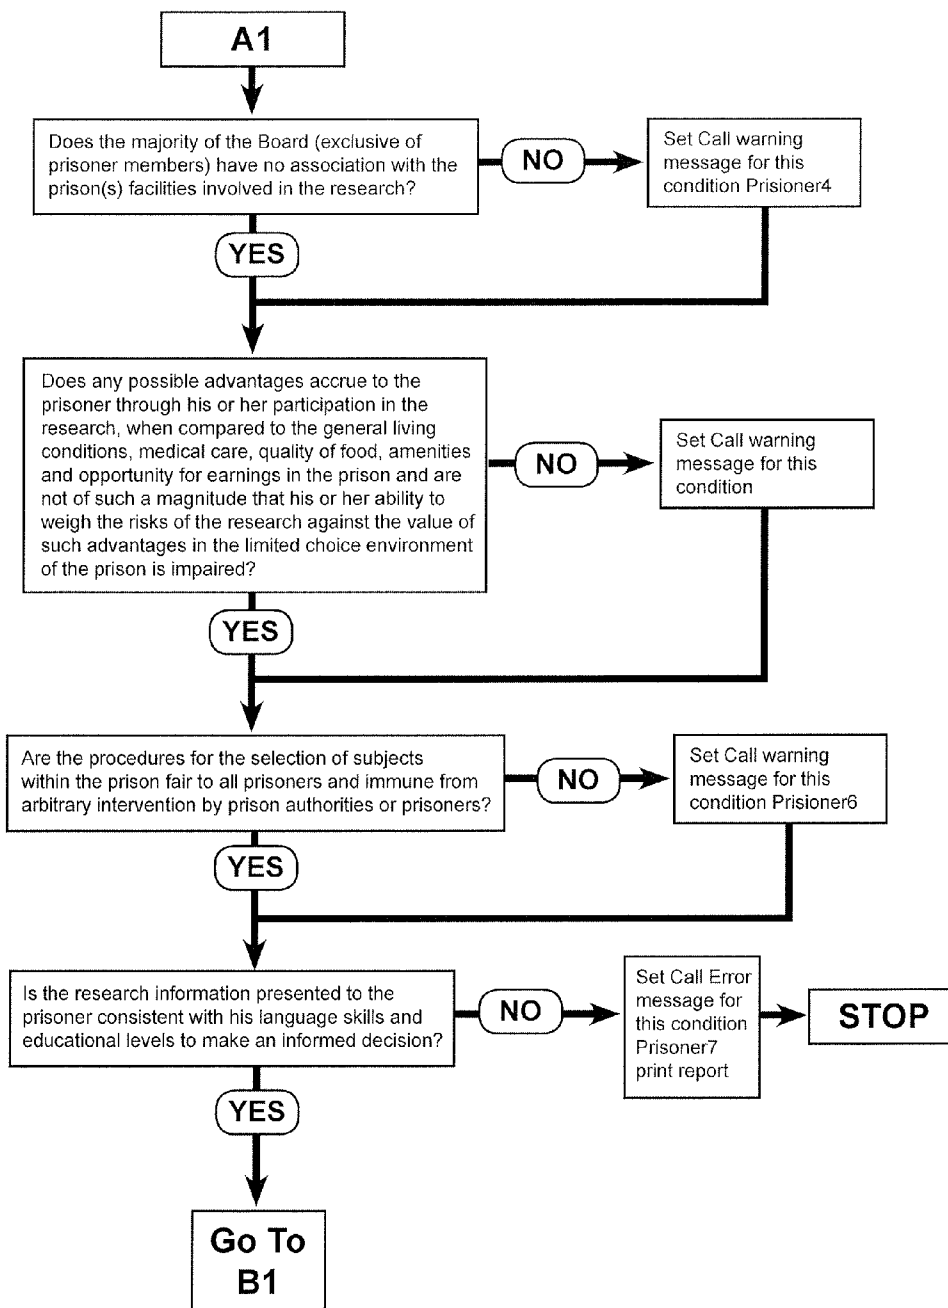 A1
Does the majority of the Board (exclusive of
prisoner members) have no association with the
prison(s) facilities involved in the research?
NO
Set Call warning
message for this
condition Prisioner4
YES
Does any possible advantages accrue to the
prisoner through his or her participation in the
research, when compared to the general living
conditions, medical care, quality of food, amenities
and opportunity for earnings in the prison and are
not of such a magnitude that his or her ability to
weigh the risks of the research against the value of
such advantages in the limited choice environment
of the prison is impaired?
NO
Set Call warning
message for this
condition
YES
Are the procedures for the selection of subjects
within the prison fair to all prisoners and immune from
arbitrary intervention by prison authorities or prisoners?
NO
Set Call warning
message for this
condition Prisioner6
YES
Is the research information presented to the
prisoner consistent with his language skills and
educational levels to make an informed decision?
NO
Set Call Error
message for
this condition
Prisoner7
print report
STOP
YES
Go To
B1